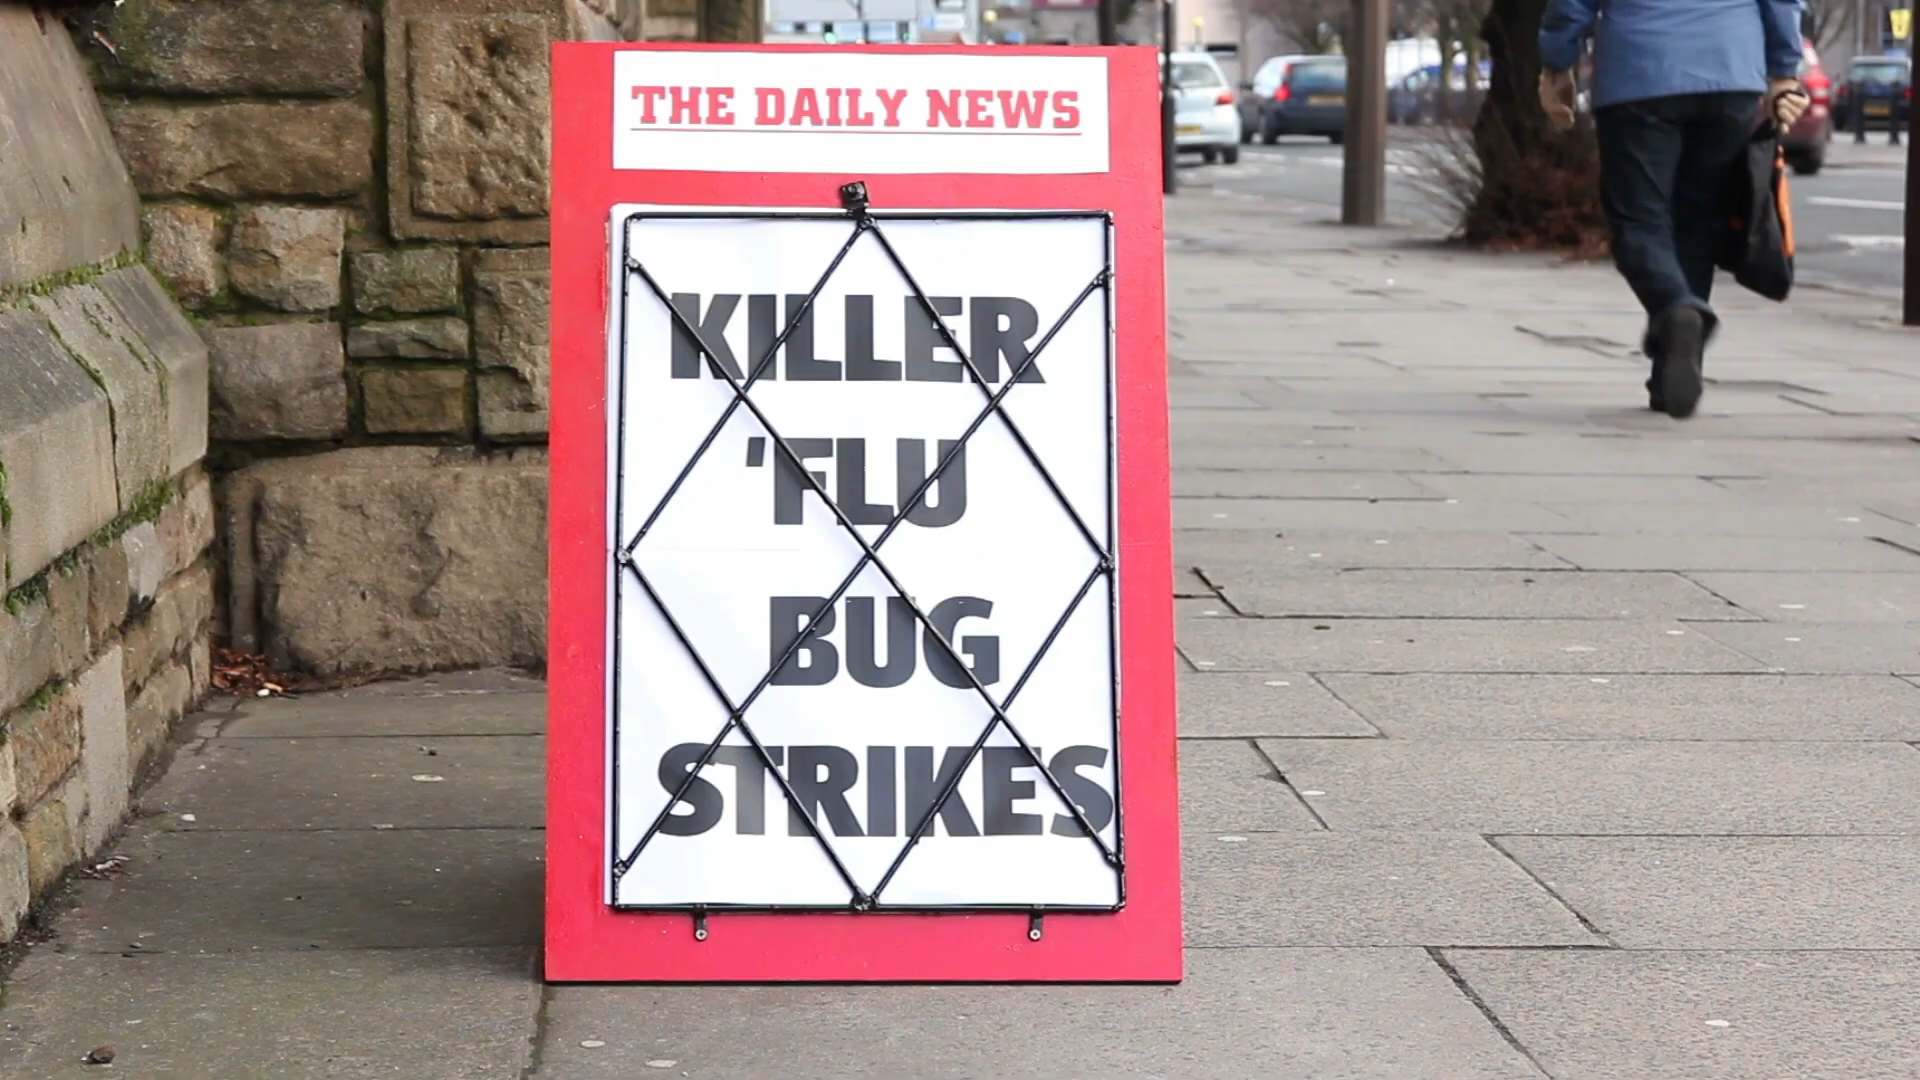 THE DAILY NEWS
KILLER
'FLU
BUG
STRIKES